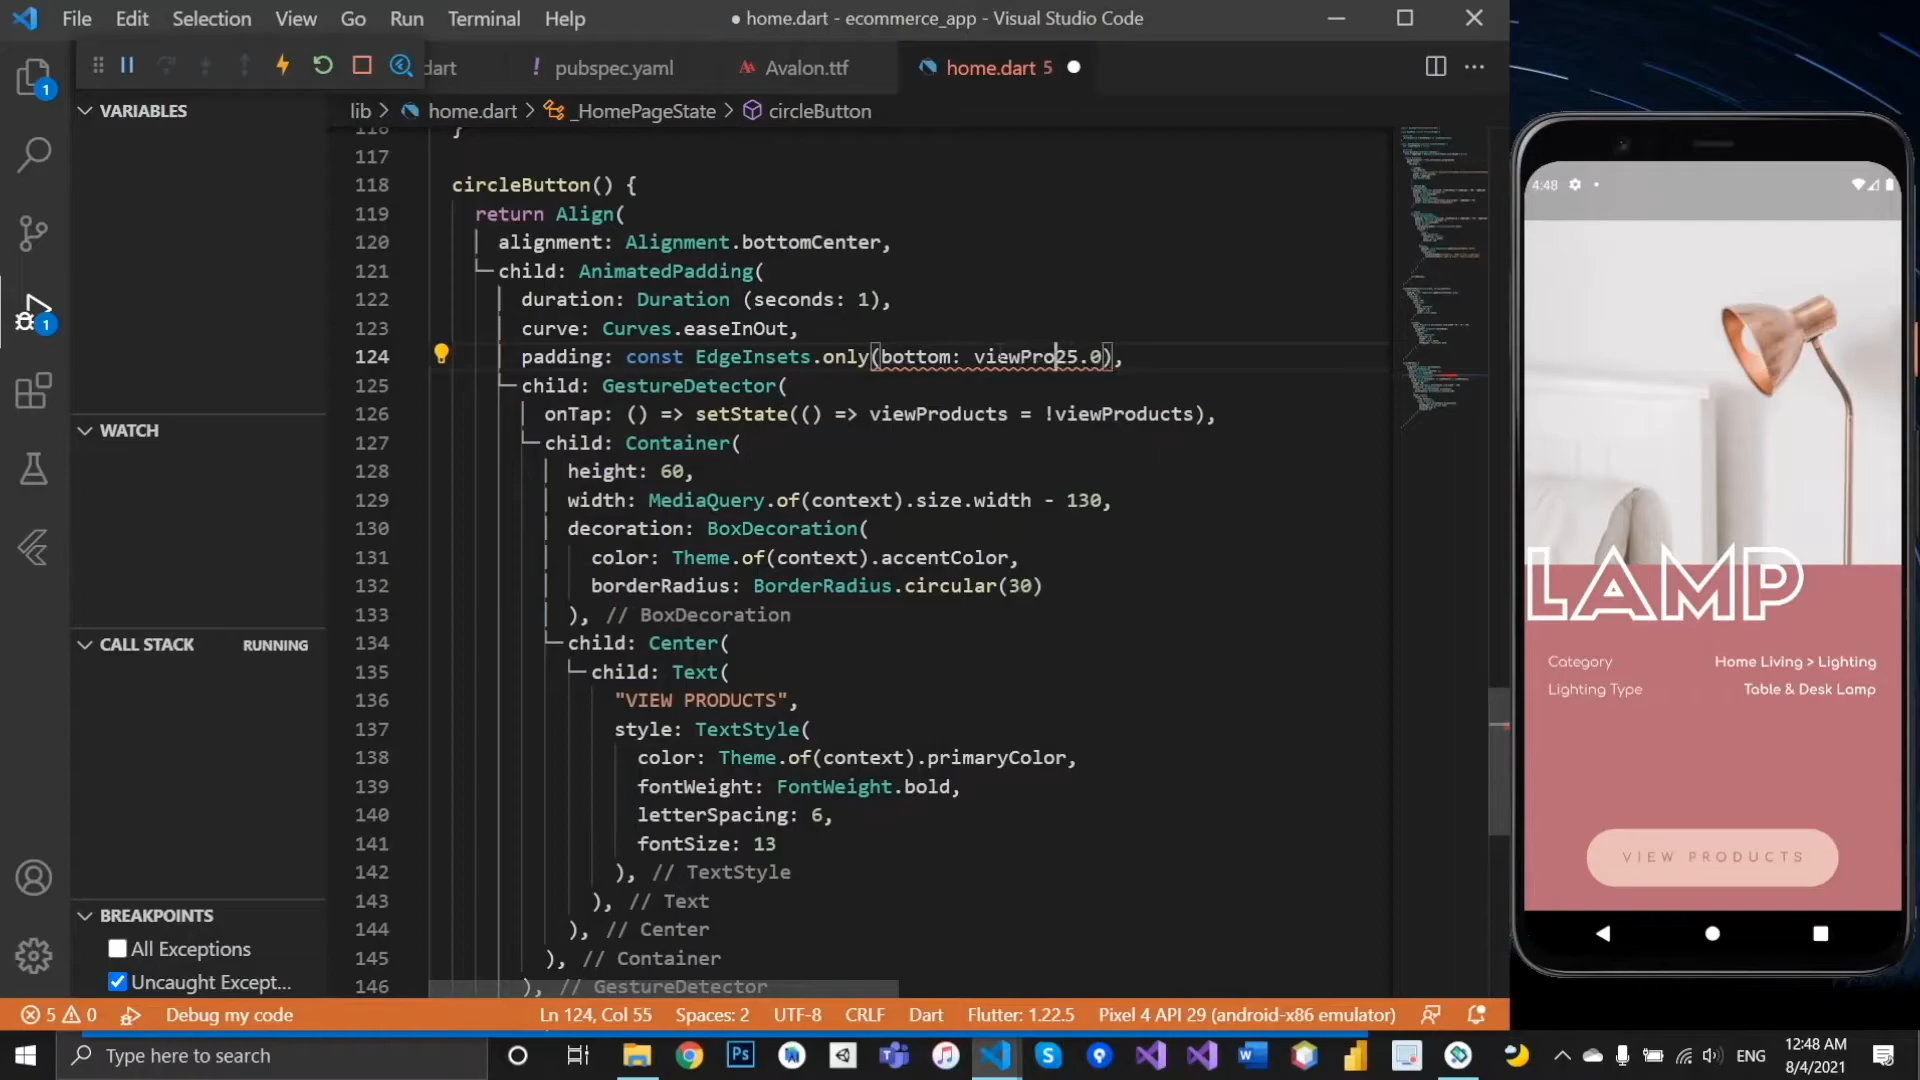 File Edit Selection View Go Run Terminal Help
● home.dart - ecommerce_app - Visual Studio Code
dart ! pubspec.yaml Avalon.ttf home.dart 5
VARIABLES
WATCH
CALL STACK RUNNING
BREAKPOINTS
All Exceptions
Uncaught Except...
lib > home.dart > _HomePageState > circleButton
116 }
117
118 circleButton() {
119 return Align(
120 alignment: Alignment.bottomCenter,
121 child: AnimatedPadding(
122 duration: Duration (seconds: 1),
123 curve: Curves.easeInOut,
124 padding: const EdgeInsets.only(bottom: viewPro25.0),
125 child: GestureDetector(
126 onTap: () => setState(() => viewProducts = !viewProducts),
127 child: Container(
128 height: 60,
129 width: MediaQuery.of(context).size.width - 130,
130 decoration: BoxDecoration(
131 color: Theme.of(context).accentColor,
132 borderRadius: BorderRadius.circular(30)
133 ), // BoxDecoration
134 child: Center(
135 child: Text(
136 "VIEW PRODUCTS",
137 style: TextStyle(
138 color: Theme.of(context).primaryColor,
139 fontWeight: FontWeight.bold,
140 letterSpacing: 6,
141 fontSize: 13
142 ), // TextStyle
143 ), // Text
144 ), // Center
145 ), // Container
146 ), // GestureDetector
4:48
LAMP
Category Home Living > Lighting
Lighting Type Table & Desk Lamp
VIEW PRODUCTS
5 0 Debug my code Ln 124, Col 55 Spaces: 2 UTF-8 CRLF Dart Flutter: 1.22.5 Pixel 4 API 29 (android-x86 emulator)
Type here to search
ENG
12:48 AM
8/4/2021